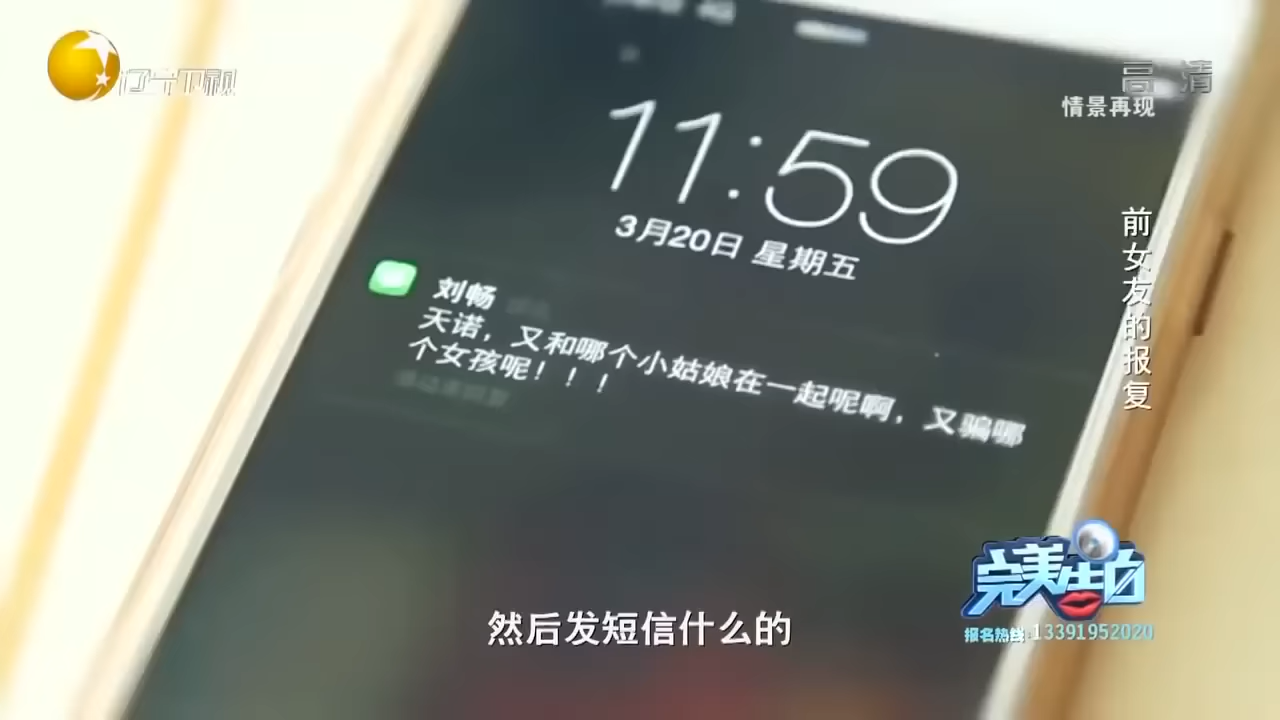 辽宁卫视
高清
情景再现
11:59
3月20日 星期五
刘畅
天诺，又和哪个小姑娘在一起呢啊，又骗哪
个女孩呢！！！
前女友的报复
完美告白
报名热线:13391952020
然后发短信什么的